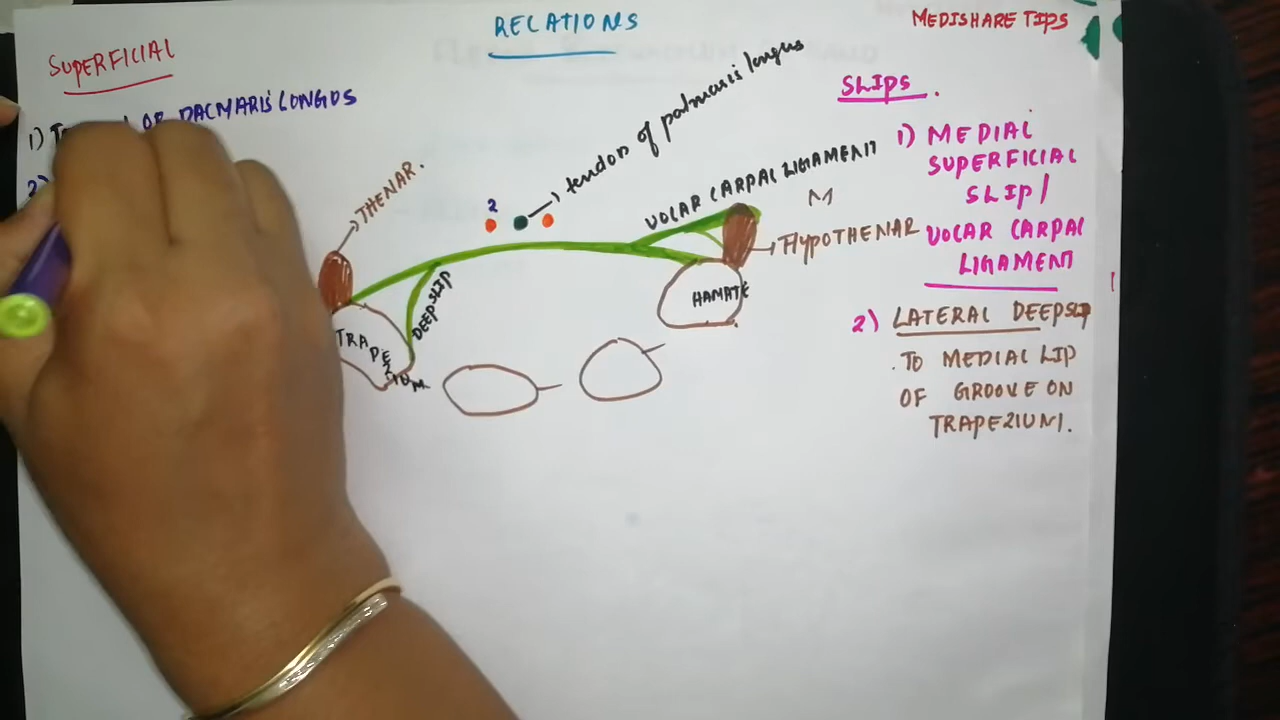 RELATIONS
MEDISHARE TIPS
SUPERFICIAL
1) OF PALMARIS LONGUS
2)
THENAR.
2
tendon of palmaris longus
VOLAR CARPAL LIGAMENT
M
HYPOTHENAR
HAMATE
DEEP SLIP
TRAPEZIUM
SLIPS.
1) MEDIAL
SUPERFICIAL
SLIP/
VOLAR CARPAL
LIGAMENT
2) LATERAL DEEP SLIP
. TO MEDIAL LIP
OF GROOVE ON
TRAPEZIUM.